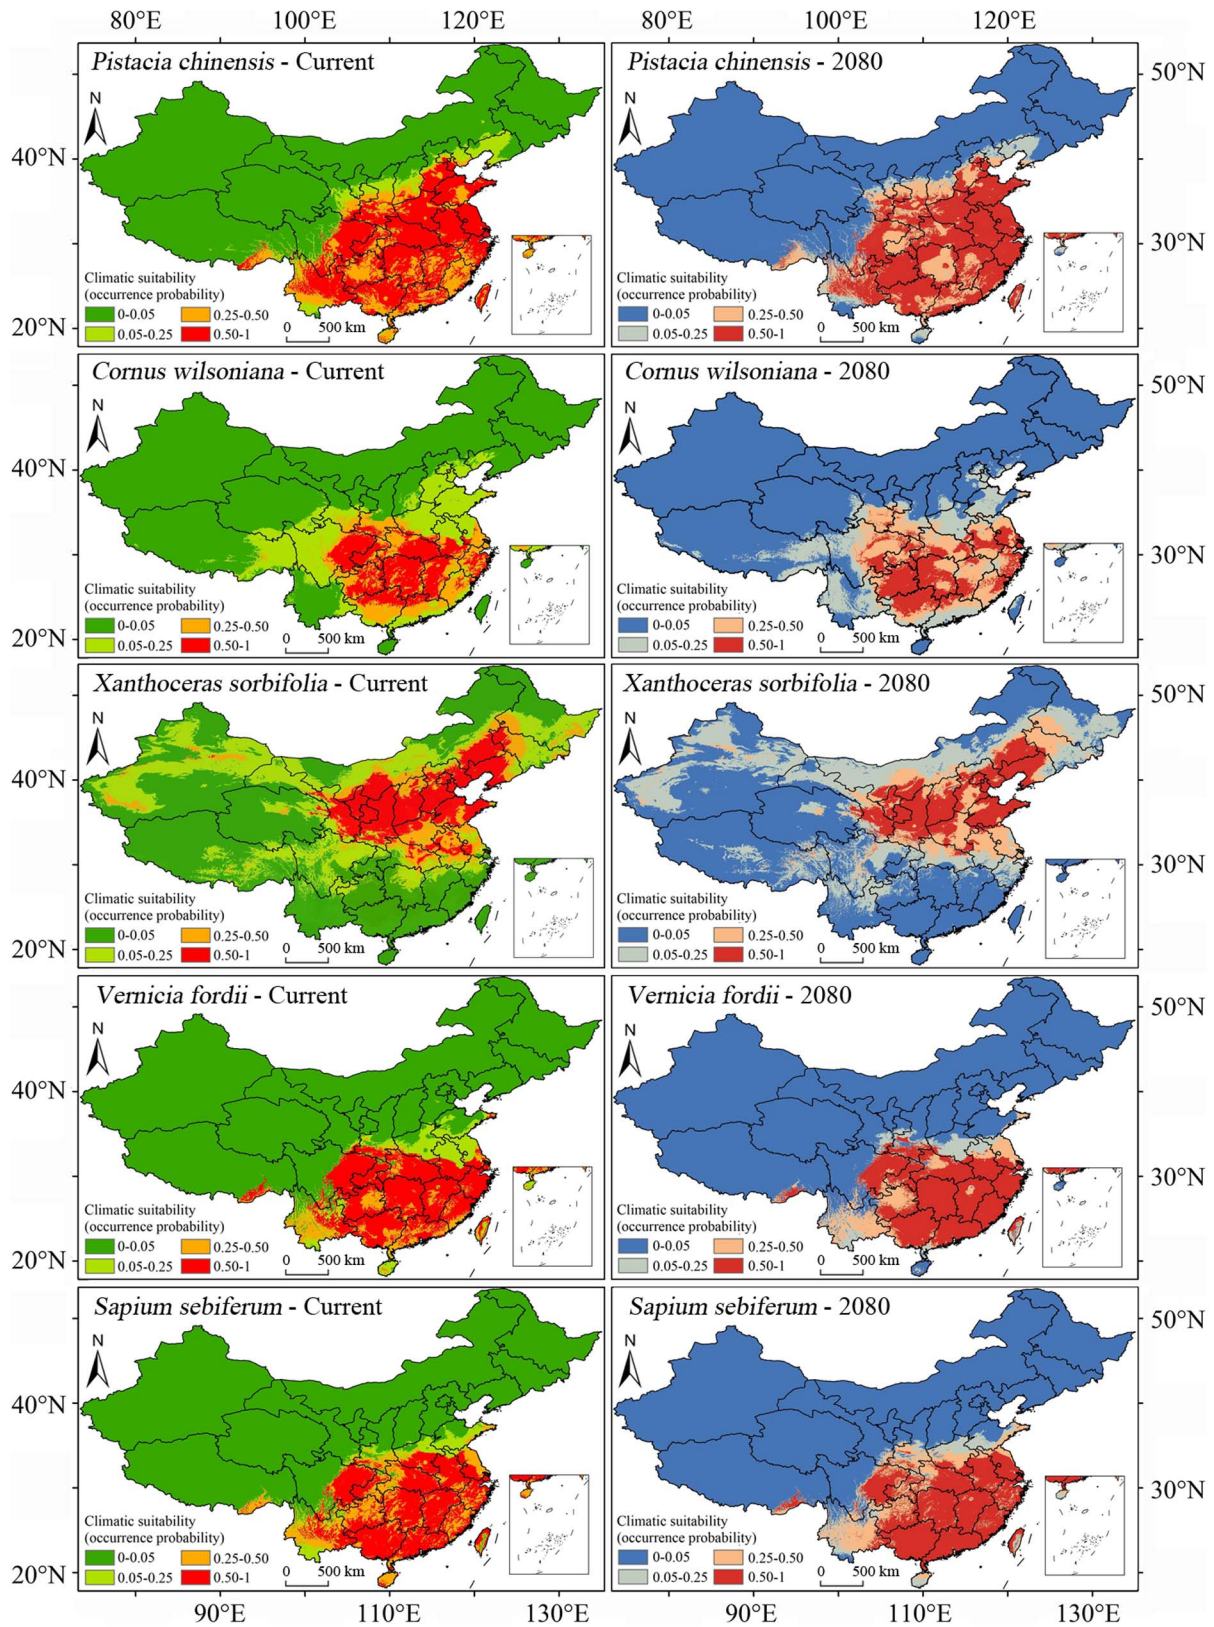 80°E 100°E 120°E 80°E 100°E 120°E
Pistacia chinensis - Current
N
Climatic suitability
(occurrence probability)
0-0.05 0.25-0.50
0.05-0.25 0.50-1
0 500 km
40°N
20°N
Pistacia chinensis - 2080
N
Climatic suitability
(occurrence probability)
0-0.05 0.25-0.50
0.05-0.25 0.50-1
0 500 km
50°N
30°N
Cornus wilsoniana - Current
N
Climatic suitability
(occurrence probability)
0-0.05 0.25-0.50
0.05-0.25 0.50-1
0 500 km
40°N
20°N
Cornus wilsoniana - 2080
N
Climatic suitability
(occurrence probability)
0-0.05 0.25-0.50
0.05-0.25 0.50-1
0 500 km
50°N
30°N
Xanthoceras sorbifolia - Current
N
Climatic suitability
(occurrence probability)
0-0.05 0.25-0.50
0.05-0.25 0.50-1
0 500 km
40°N
20°N
Xanthoceras sorbifolia - 2080
N
Climatic suitability
(occurrence probability)
0-0.05 0.25-0.50
0.05-0.25 0.50-1
0 500 km
50°N
30°N
Vernicia fordii - Current
N
Climatic suitability
(occurrence probability)
0-0.05 0.25-0.50
0.05-0.25 0.50-1
0 500 km
40°N
20°N
Vernicia fordii - 2080
N
Climatic suitability
(occurrence probability)
0-0.05 0.25-0.50
0.05-0.25 0.50-1
0 500 km
50°N
30°N
Sapium sebiferum - Current
N
Climatic suitability
(occurrence probability)
0-0.05 0.25-0.50
0.05-0.25 0.50-1
0 500 km
40°N
20°N
Sapium sebiferum - 2080
N
Climatic suitability
(occurrence probability)
0-0.05 0.25-0.50
0.05-0.25 0.50-1
0 500 km
50°N
30°N
90°E 110°E 130°E 90°E 110°E 130°E